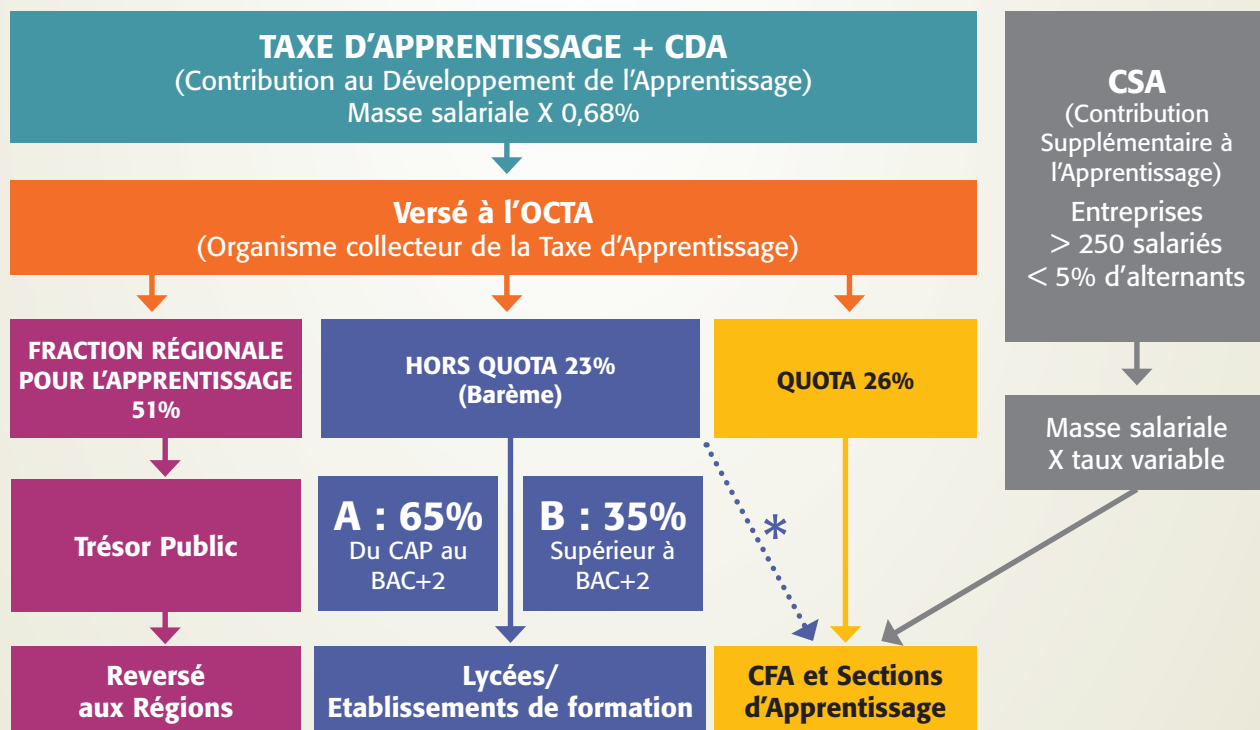 TAXE D'APPRENTISSAGE + CDA
(Contribution au Développement de l'Apprentissage)
Masse salariale X 0,68%
CSA
(Contribution
Supplémentaire à
l'Apprentissage)
Entreprises
> 250 salariés
< 5% d'alternants
Versé à l'OCTA
(Organisme collecteur de la Taxe d'Apprentissage)
FRACTION RÉGIONALE
POUR L'APPRENTISSAGE
51%
HORS QUOTA 23%
(Barème)
QUOTA 26%
Masse salariale
X taux variable
Trésor Public
A : 65%
Du CAP au
BAC+2
B : 35%
Supérieur à
BAC+2
*
Reversé
aux Régions
Lycées/
Etablissements de formation
CFA et Sections
d'Apprentissage